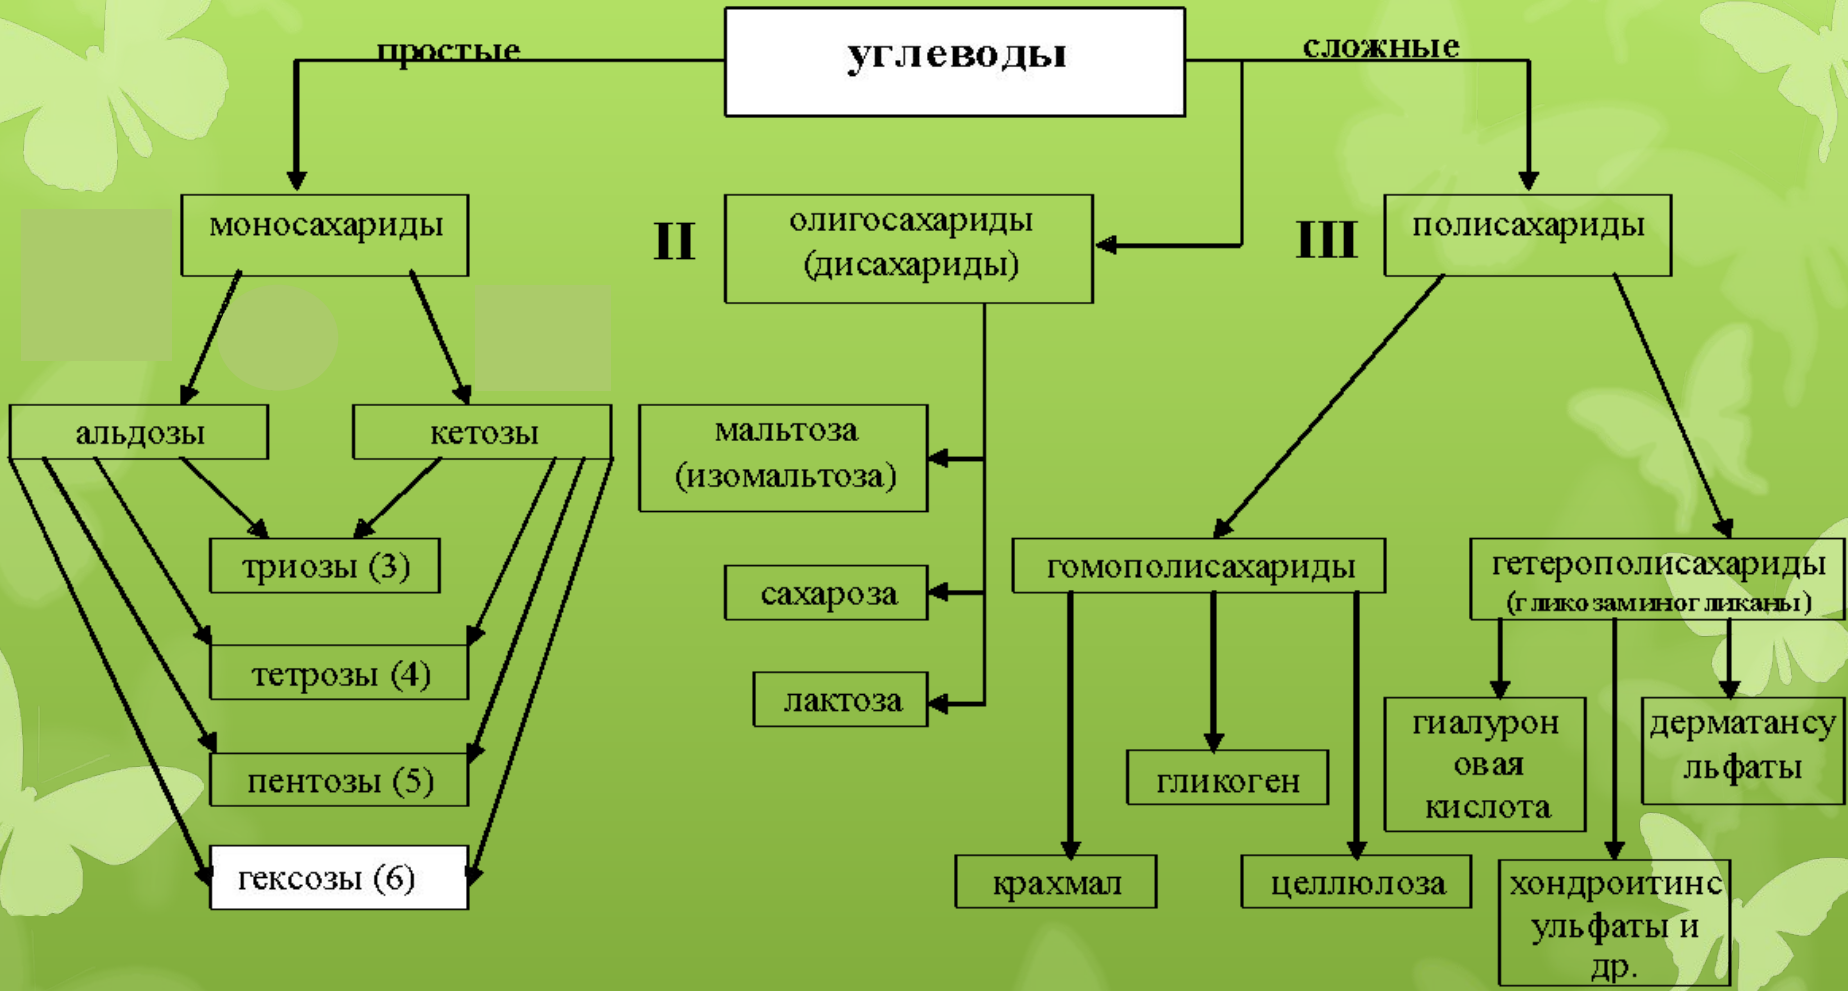 углеводы
простые
сложные
моносахариды
II
олигосахариды
(дисахариды)
III
полисахариды
альдозы
кетозы
мальтоза
(изомальтоза)
триозы (3)
сахароза
гомополисахариды
гетерополисахариды
(гликозаминогликаны)
тетрозы (4)
лактоза
пентозы (5)
гликоген
гиалурон
овая
кислота
дерматансу
льфаты
гексозы (6)
крахмал
целлюлоза
хондроитинс
ульфаты и
др.